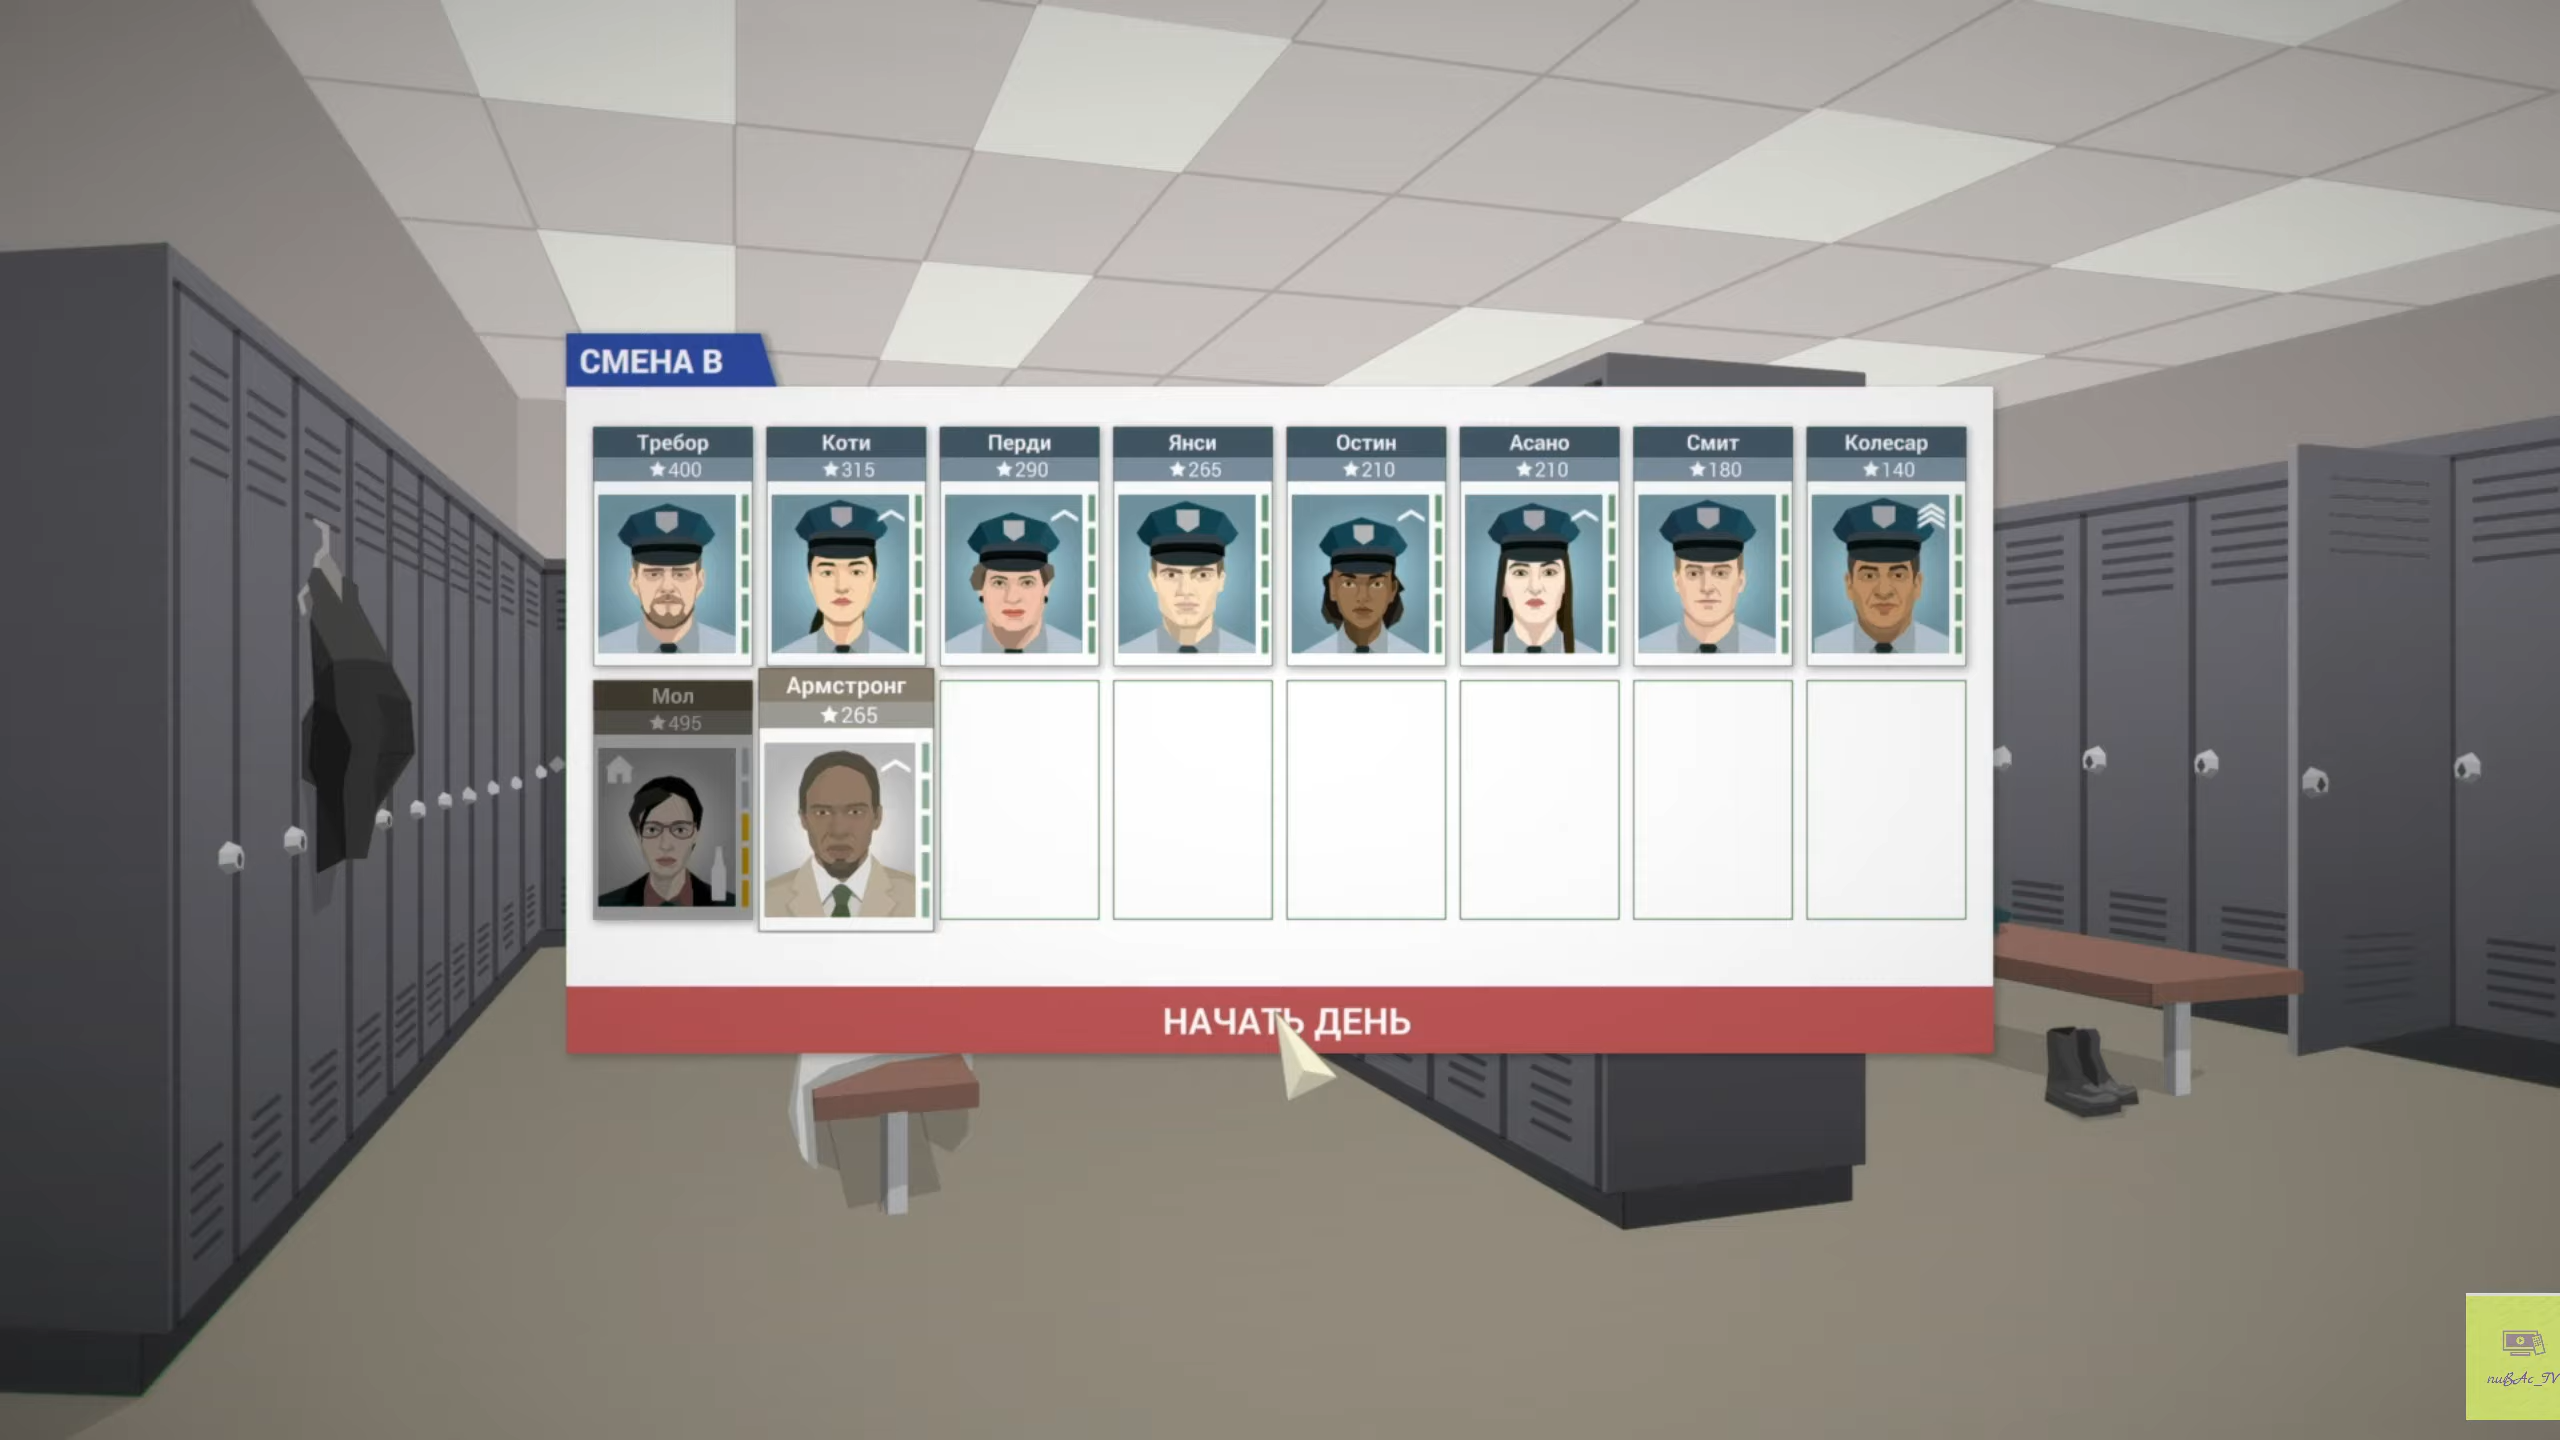 СМЕНА В
Требор
★400
Коти
★315
Перди
★290
Янси
★265
Остин
★210
Асано
★210
Смит
★180
Колесар
★140
Мол
★495
Армстронг
★265
НАЧАТЬ ДЕНЬ